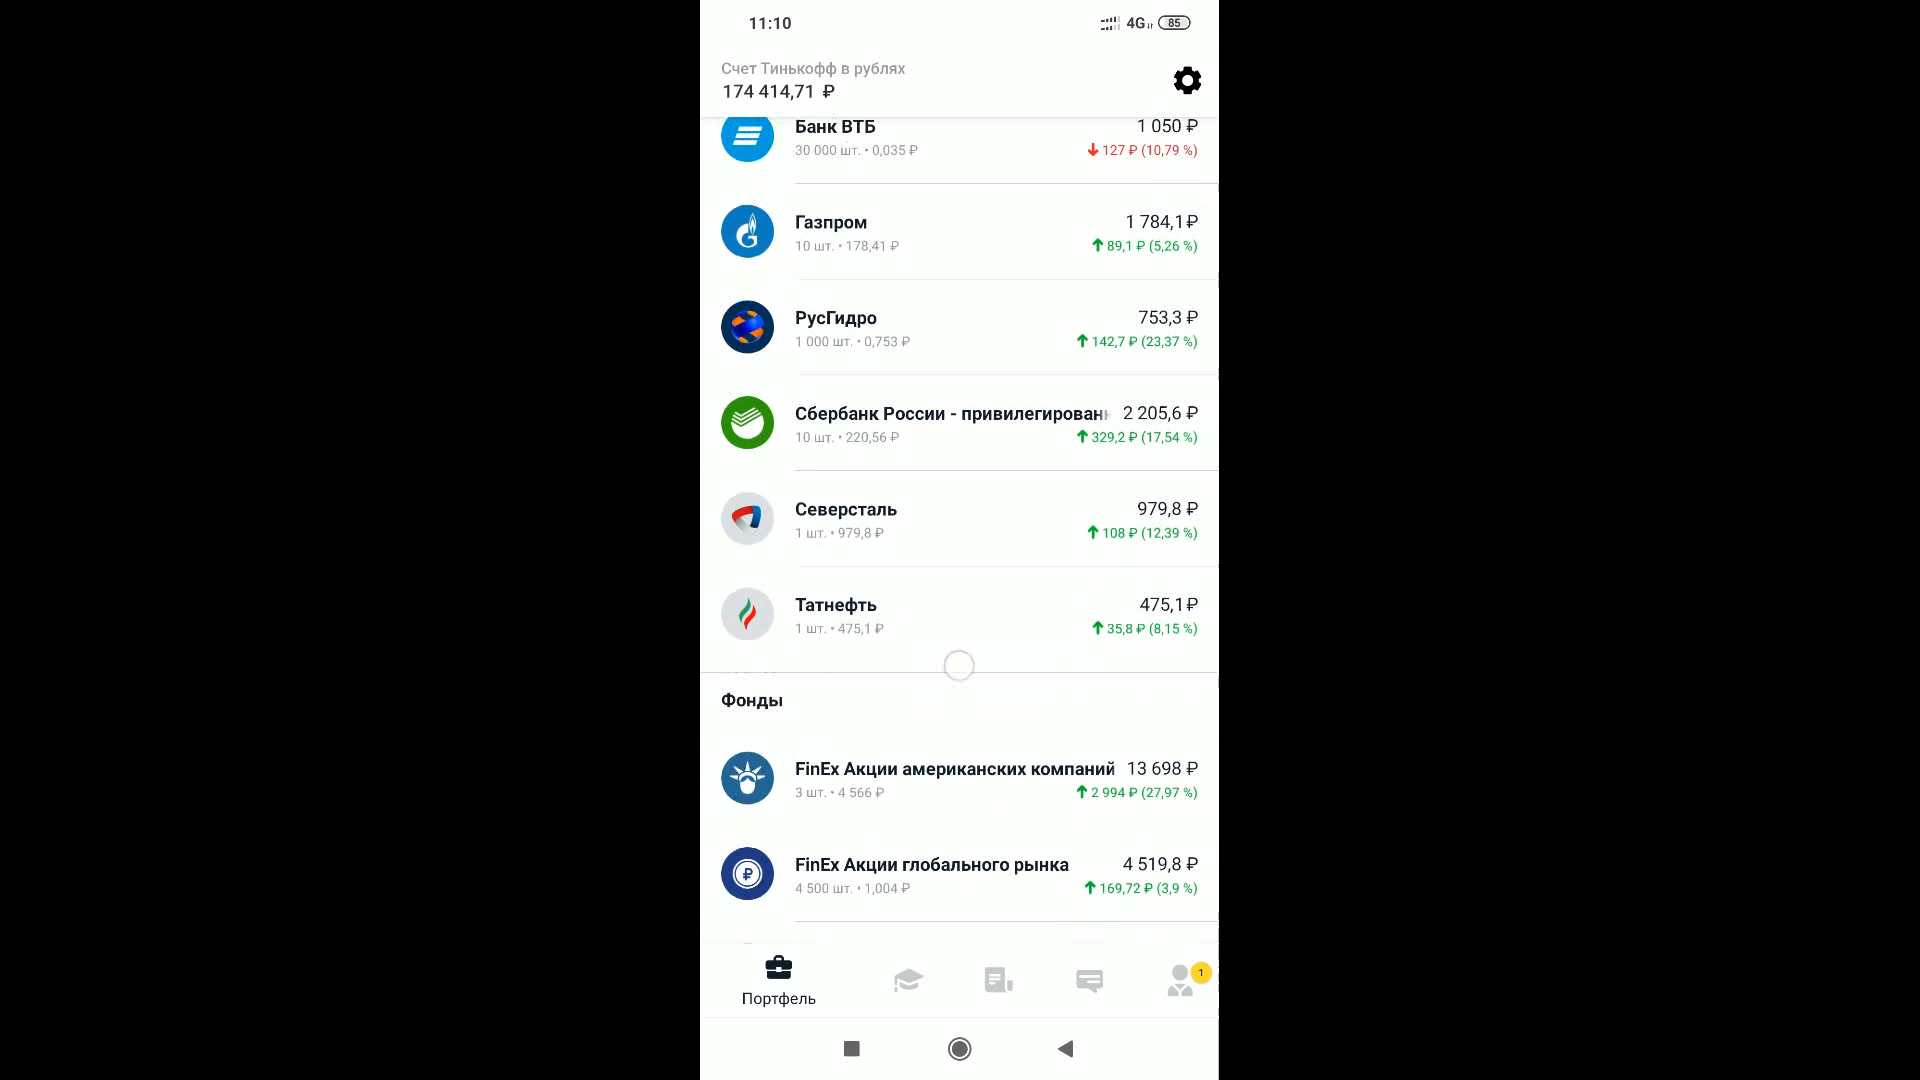 11:10
4G 85
Счет Тинькофф в рублях
174 414,71 ₽
Банк ВТБ 1 050 ₽
30 000 шт. • 0,035 ₽ 127 ₽ (10,79 %)
Газпром 1 784,1 ₽
10 шт. • 178,41 ₽ 89,1 ₽ (5,26 %)
РусГидро 753,3 ₽
1 000 шт. • 0,753 ₽ 142,7 ₽ (23,37 %)
Сбербанк России - привилегирован 2 205,6 ₽
10 шт. • 220,56 ₽ 329,2 ₽ (17,54 %)
Северсталь 979,8 ₽
1 шт. • 979,8 ₽ 108 ₽ (12,39 %)
Татнефть 475,1 ₽
1 шт. • 475,1 ₽ 35,8 ₽ (8,15 %)
Фонды
FinEx Акции американских компаний 13 698 ₽
3 шт. • 4 566 ₽ 2 994 ₽ (27,97 %)
FinEx Акции глобального рынка 4 519,8 ₽
4 500 шт. • 1,004 ₽ 169,72 ₽ (3,9 %)
1
Портфель